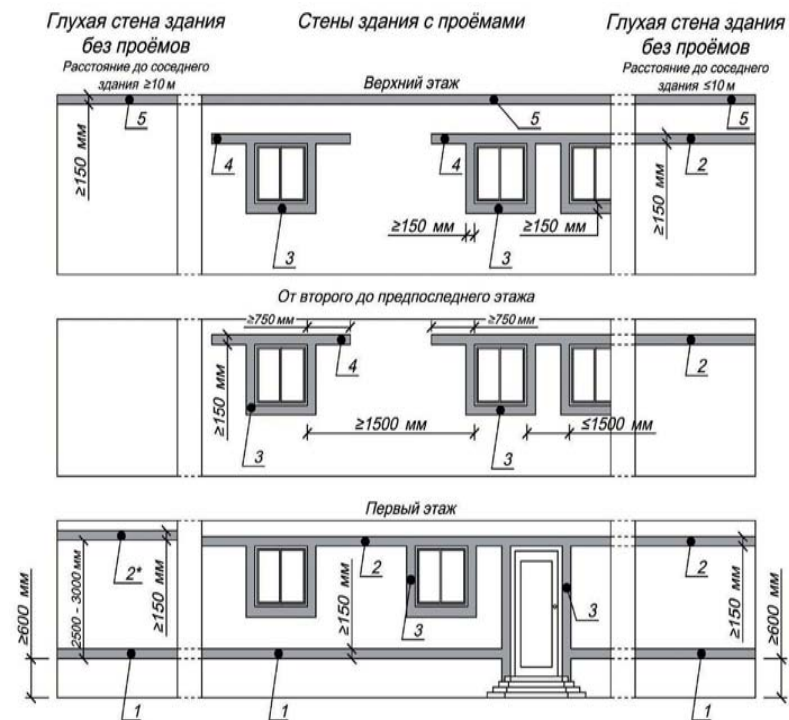 Глухая стена здания
без проёмов
Расстояние до соседнего
здания ≥10 м
Стены здания с проёмами
Глухая стена здания
без проёмов
Расстояние до соседнего
здания ≤10 м
Верхний этаж
5
5
5
4
4
2
≥150 мм
≥150 мм
≥150 мм
≥150 мм
3
3
От второго до предпоследнего этажа
≥750 мм
≥750 мм
4
2
≥150 мм
≥1500 мм
≤1500 мм
3
3
Первый этаж
2*
2
2
3
3
≥600 мм
2500 - 3000 мм
≥150 мм
≥150 мм
≥150 мм
≥600 мм
1
1
1